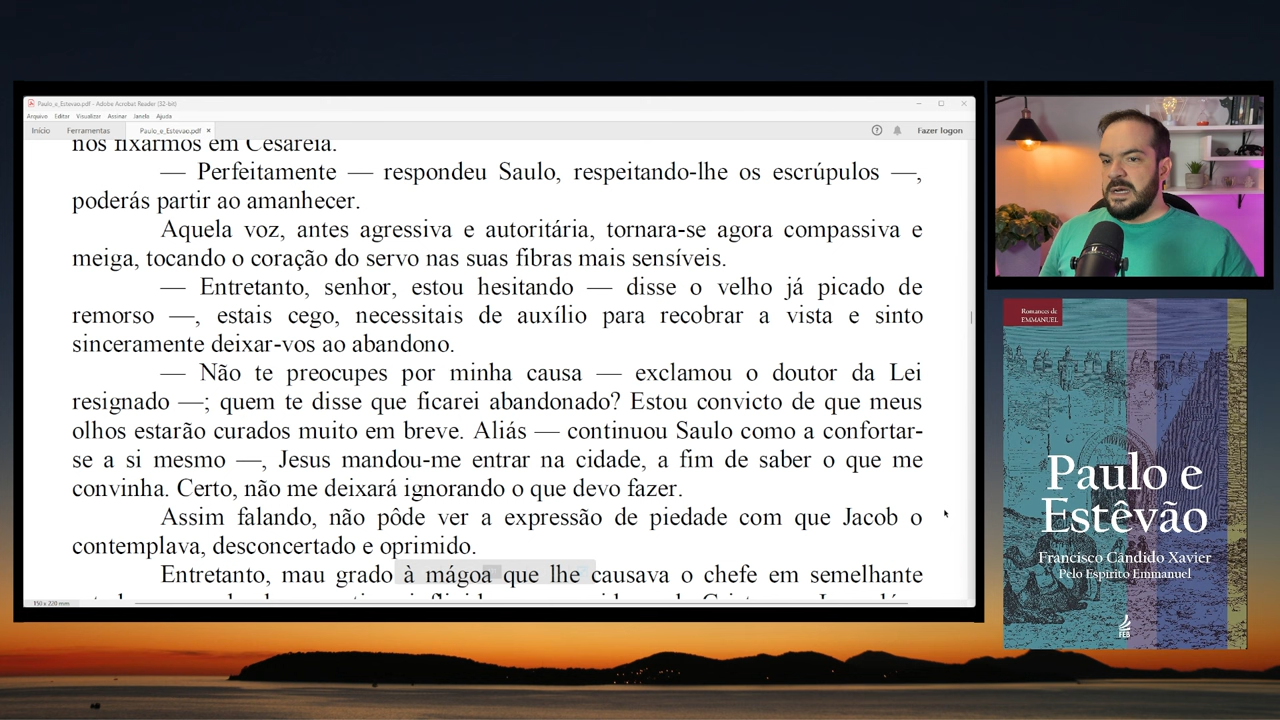 Paulo_e_Estevao.pdf - Adobe Acrobat Reader (32-bit)
Arquivo Editar Visualizar Assinar Janela Ajuda
Início Ferramentas Paulo_e_Estevao.pdf × Fazer logon
nos fixarmos em Cesareia.
— Perfeitamente — respondeu Saulo, respeitando-lhe os escrúpulos —,
poderás partir ao amanhecer.
Aquela voz, antes agressiva e autoritária, tornara-se agora compassiva e
meiga, tocando o coração do servo nas suas fibras mais sensíveis.
— Entretanto, senhor, estou hesitando — disse o velho já picado de
remorso —, estais cego, necessitais de auxílio para recobrar a vista e sinto
sinceramente deixar-vos ao abandono.
— Não te preocupes por minha causa — exclamou o doutor da Lei
resignado —; quem te disse que ficarei abandonado? Estou convicto de que meus
olhos estarão curados muito em breve. Aliás — continuou Saulo como a confortar-
se a si mesmo —, Jesus mandou-me entrar na cidade, a fim de saber o que me
convinha. Certo, não me deixará ignorando o que devo fazer.
Assim falando, não pôde ver a expressão de piedade com que Jacob o
contemplava, desconcertado e oprimido.
Entretanto, mau grado à mágoa que lhe causava o chefe em semelhante
150 x 220 mm
Romances de
EMMANUEL
Paulo e
Estêvão
Francisco Cândido Xavier
Pelo Espírito Emmanuel
FEB